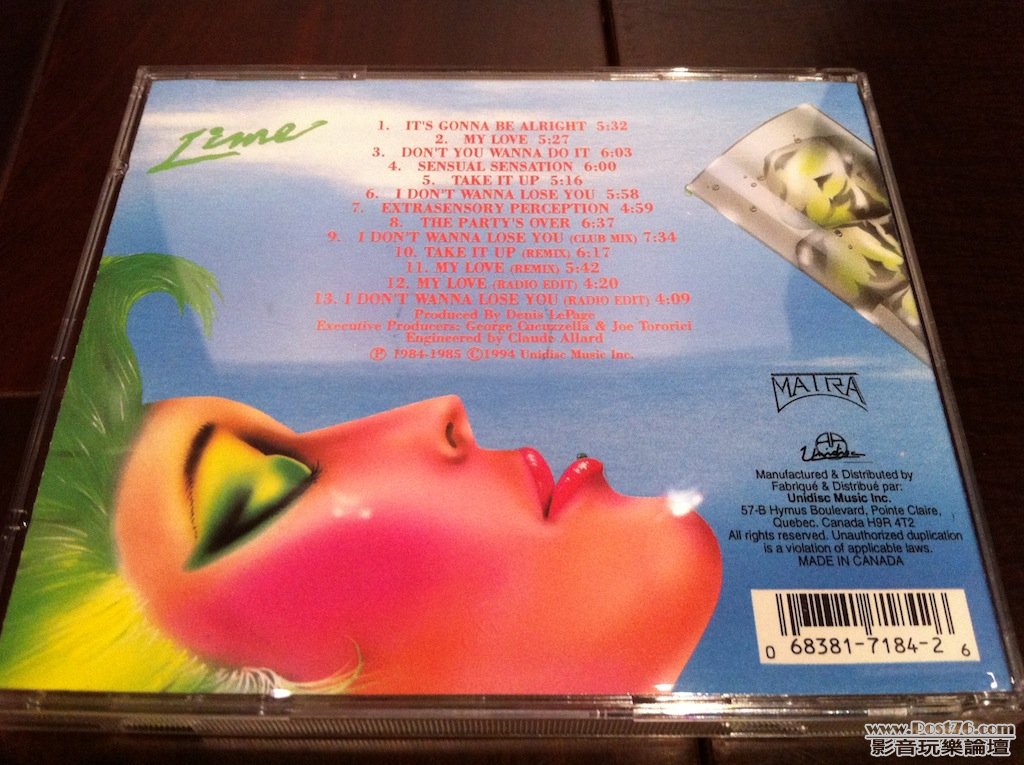 Lime
1. IT'S GONNA BE ALRIGHT 5:32
2. MY LOVE 5:27
3. DON'T YOU WANNA DO IT 6:03
4. SENSUAL SENSATION 6:00
5. TAKE IT UP 5:16
6. I DON'T WANNA LOSE YOU 5:58
7. EXTRASENSORY PERCEPTION 4:59
8. THE PARTY'S OVER 6:37
9. I DON'T WANNA LOSE YOU (CLUB MIX) 7:34
10. TAKE IT UP (REMIX) 6:17
11. MY LOVE (REMIX) 5:42
12. MY LOVE (RADIO EDIT) 4:20
13. I DON'T WANNA LOSE YOU (RADIO EDIT) 4:09
Produced By Denis LePage
Executive Producers: George Cucuzzella & Joe Tororici
Engineered by Claude Allard
Ⓟ 1984-1985 ©1994 Unidisc Music Inc.
MATRA
Unidisc
Manufactured & Distributed by
Fabriqué & Distribué par:
Unidisc Music Inc.
57-B Hymus Boulevard, Pointe Claire,
Quebec. Canada H9R 4T2
All rights reserved. Unauthorized duplication
is a violation of applicable laws.
MADE IN CANADA
0 68381-7184-2 6
www.Post76.com
影音玩樂論壇